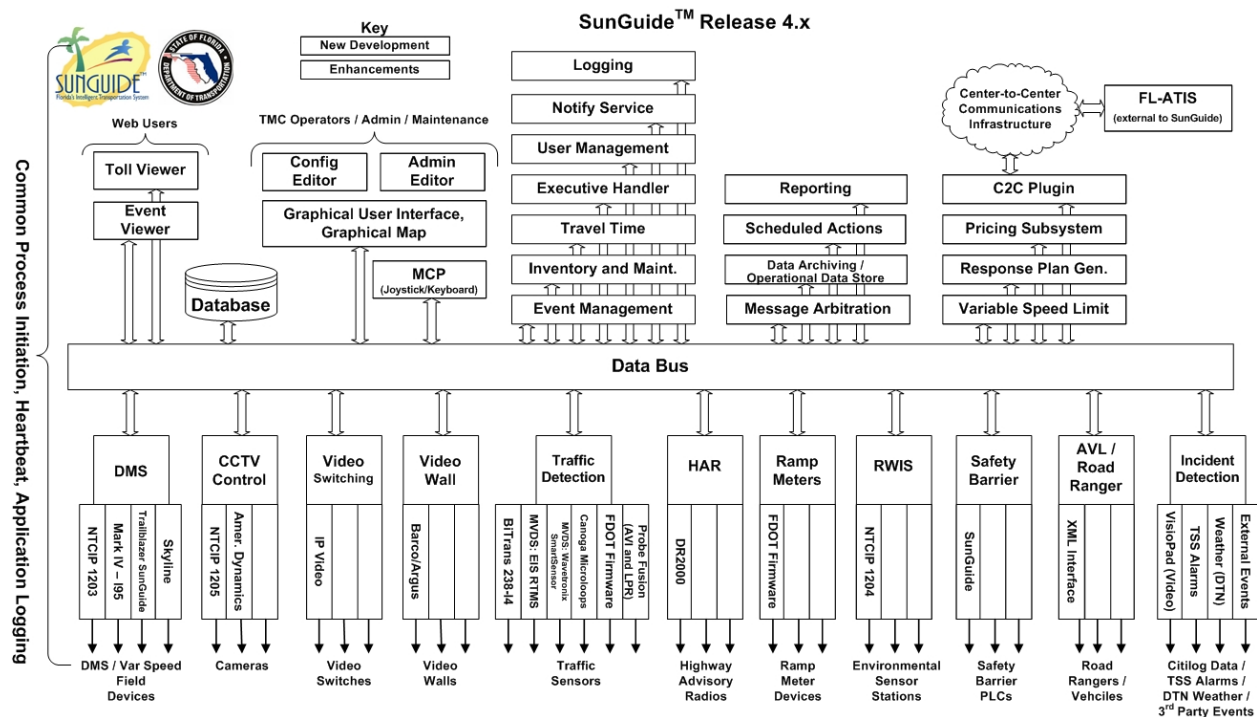 SunGuide™ Release 4.x
SUNGUIDE™
Florida's Intelligent Transportation System
STATE OF FLORIDA
DEPARTMENT OF TRANSPORTATION
Key
New Development
Enhancements
Common Process Initiation, Heartbeat, Application Logging
Web Users
Toll Viewer
Event
Viewer
Database
TMC Operators / Admin / Maintenance
Config
Editor
Admin
Editor
Graphical User Interface,
Graphical Map
MCP
(Joystick/Keyboard)
Logging
Notify Service
User Management
Executive Handler
Travel Time
Inventory and Maint.
Event Management
Reporting
Scheduled Actions
Data Archiving /
Operational Data Store
Message Arbitration
Center-to-Center
Communications
Infrastructure
FL-ATIS
(external to SunGuide)
C2C Plugin
Pricing Subsystem
Response Plan Gen.
Variable Speed Limit
Data Bus
DMS
NTCIP 1203
Mark IV – I95
Trailblazer SunGuide
Skyline
DMS / Var Speed
Field
Devices
CCTV
Control
NTCIP 1205
Amer. Dynamics
Cameras
Video
Switching
IP Video
Video
Switches
Video
Wall
Barco/Argus
Video
Walls
Traffic
Detection
BiTrans 238-I4
MVDS: EIS RTMS
MVDS: Wavetronix
SmartSensor
Canoga Microloops
FDOT Firmware
Probe Fusion
(AVI and LPR)
Traffic
Sensors
HAR
DR2000
Highway
Advisory
Radios
Ramp
Meters
FDOT Firmware
Ramp
Meter
Devices
RWIS
NTCIP 1204
Environmental
Sensor
Stations
Safety
Barrier
SunGuide
Safety
Barrier
PLCs
AVL /
Road
Ranger
XML Interface
Road
Rangers /
Vehciles
Incident
Detection
VisioPad (Video)
TSS Alarms
Weather (DTN)
External Events
Citilog Data /
TSS Alarms /
DTN Weather /
3rd Party Events